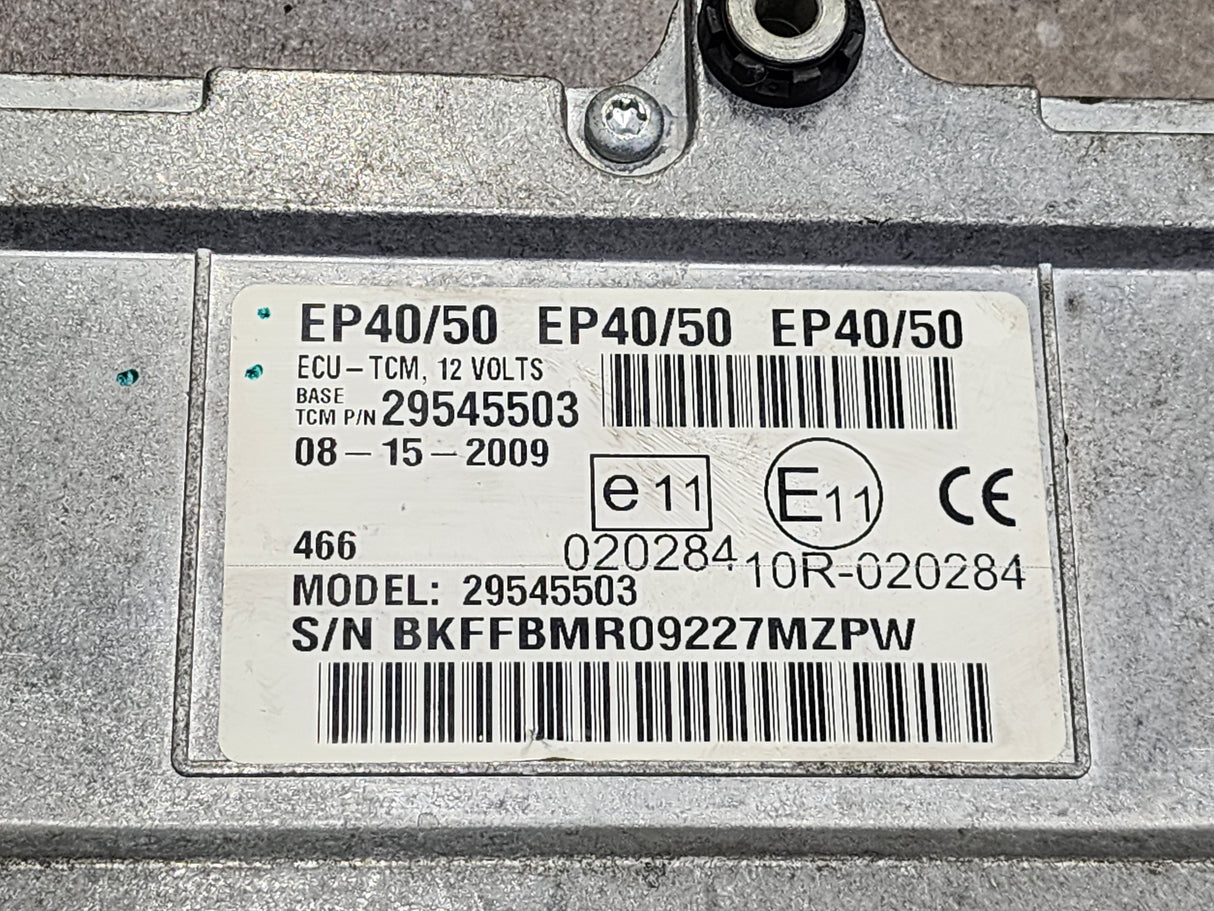 EP40/50 EP40/50 EP40/50
ECU-TCM, 12 VOLTS
BASE
TCM P/N 29545503
08-15-2009
e 11
E11
CE
466
020284
10R-020284
MODEL: 29545503
S/N BKFFBMR09227MZPW